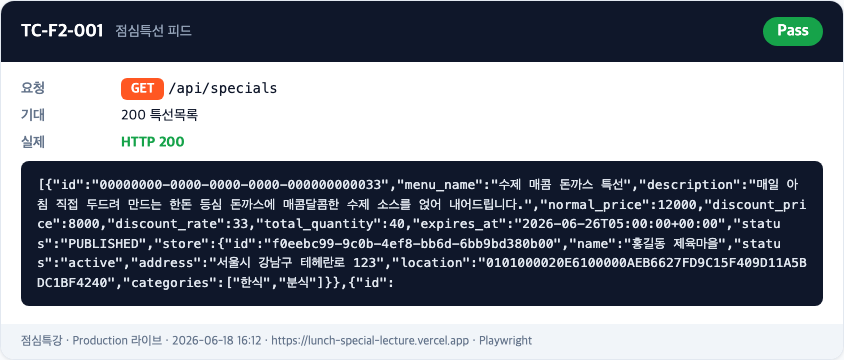 TC-F2-001 점심특선 피드 Pass
요청 GET /api/specials
기대 200 특선목록
실제 HTTP 200
[{"id":"00000000-0000-0000-0000-000000000033","menu_name":"수제 매콤 돈까스 특선","description":"매일 아
침 직접 두드려 만드는 한돈 등심 돈까스에 매콤달콤한 수제 소스를 얹어 내어드립니다.","normal_price":12000,"discount_pri
ce":8000,"discount_rate":33,"total_quantity":40,"expires_at":"2026-06-26T05:00:00+00:00","statu
s":"PUBLISHED","store":{"id":"f0eebc99-9c0b-4ef8-bb6d-6bb9bd380b00","name":"홍길동 제육마을","statu
s":"active","address":"서울시 강남구 테헤란로 123","location":"0101000020E6100000AEB6627FD9C15F409D11A5B
DC1BF4240","categories":["한식","분식"]}},{"id":
점심특강 · Production 라이브 · 2026-06-18 16:12 · https://lunch-special-lecture.vercel.app · Playwright